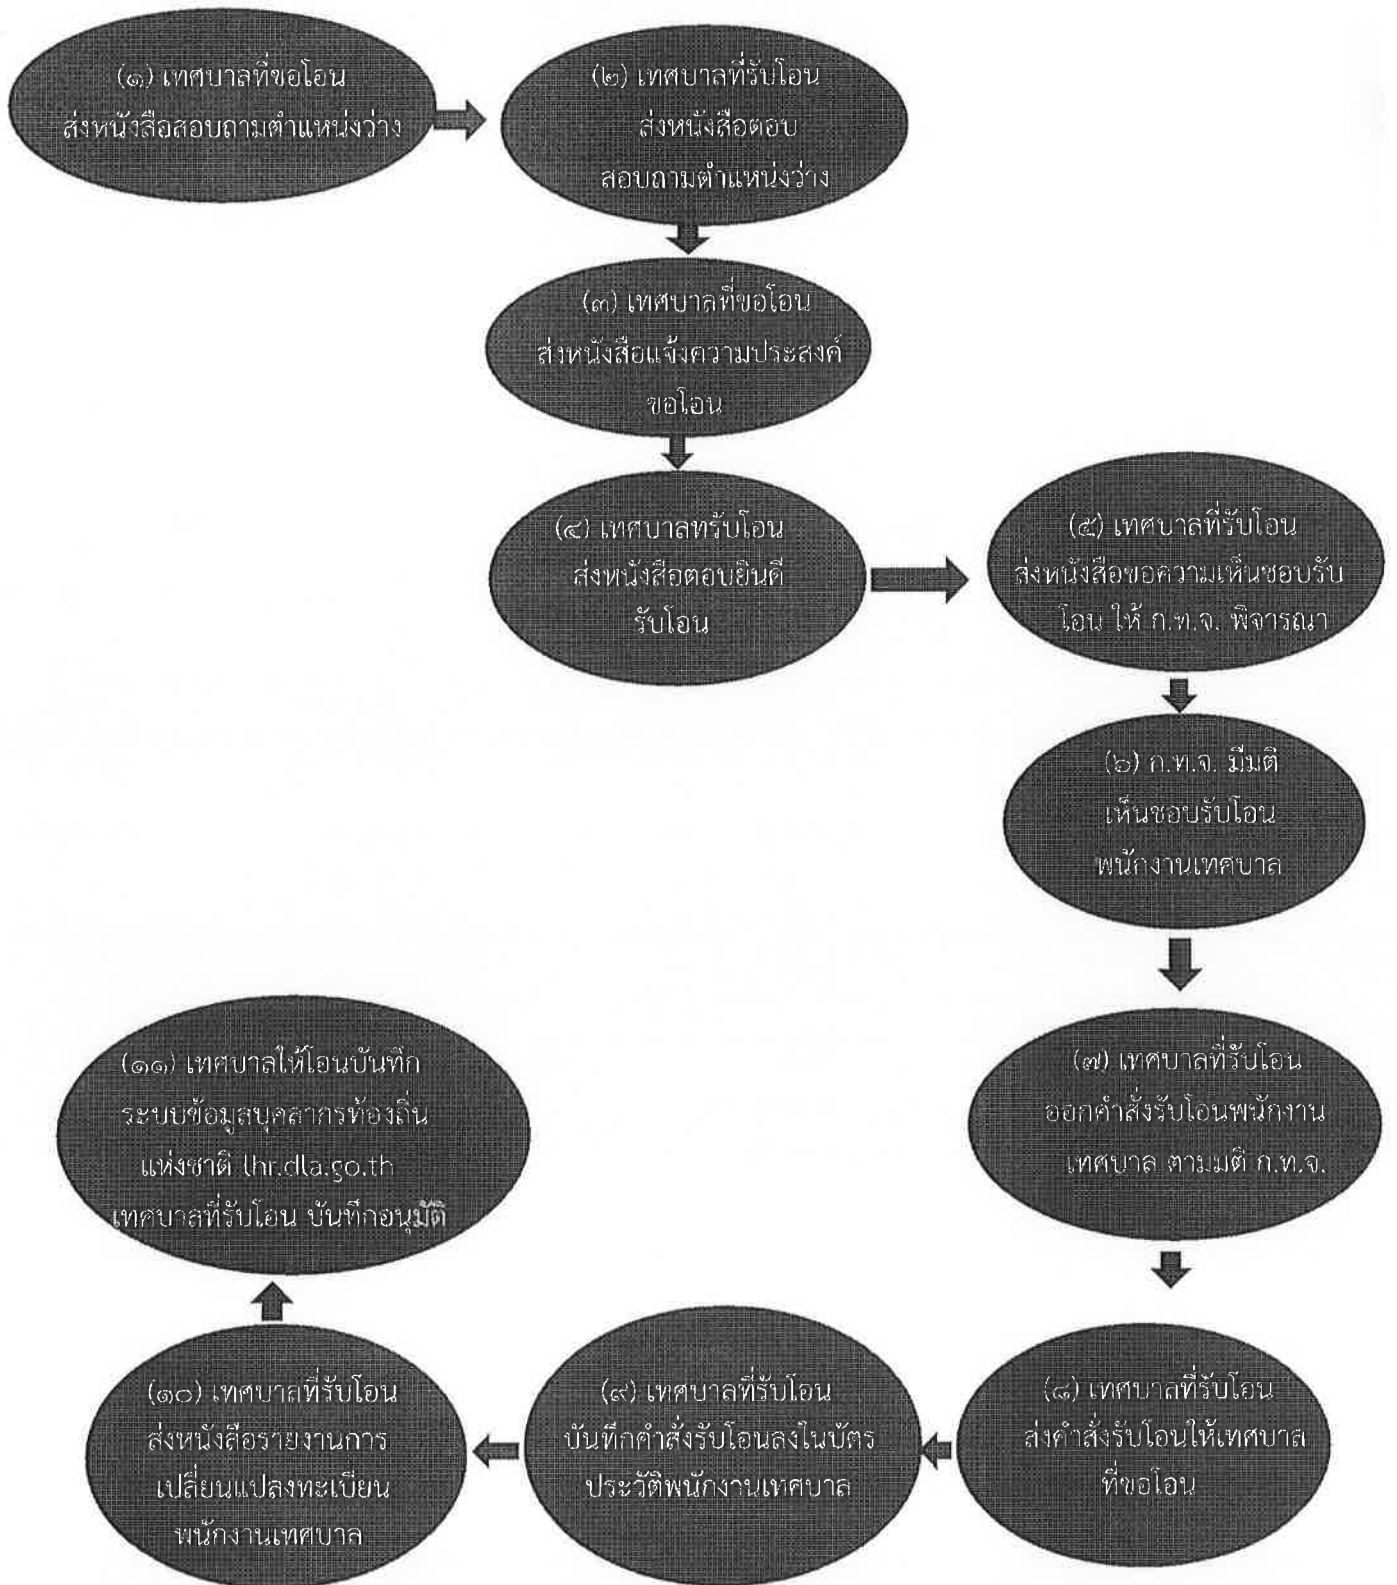 (๑) เทศบาลที่ขอโอน
ส่งหนังสือสอบถามตำแหน่งว่าง
(๒) เทศบาลที่รับโอน
ส่งหนังสือตอบ
สอบถามตำแหน่งว่าง
(๓) เทศบาลที่ขอโอน
ส่งหนังสือแจ้งความประสงค์
ขอโอน
(๔) เทศบาลทรับโอน
ส่งหนังสือตอบยินดี
รับโอน
(๕) เทศบาลที่รับโอน
ส่งหนังสือขอความเห็นชอบรับ
โอน ให้ ก.ท.จ. พิจารณา
(๖) ก.ท.จ. มีมติ
เห็นชอบรับโอน
พนักงานเทศบาล
(๗) เทศบาลที่รับโอน
ออกคำสั่งรับโอนพนักงาน
เทศบาล ตามมติ ก.ท.จ.
(๘) เทศบาลที่รับโอน
ส่งคำสั่งรับโอนให้เทศบาล
ที่ขอโอน
(๙) เทศบาลที่รับโอน
บันทึกคำสั่งรับโอนลงในบัตร
ประวัติพนักงานเทศบาล
(๑๐) เทศบาลที่รับโอน
ส่งหนังสือรายงานการ
เปลี่ยนแปลงทะเบียน
พนักงานเทศบาล
(๑๑) เทศบาลให้โอนบันทึก
ระบบข้อมูลบุคลากรท้องถิ่น
แห่งชาติ lhr.dla.go.th
เทศบาลที่รับโอน บันทึกอนุมัติ